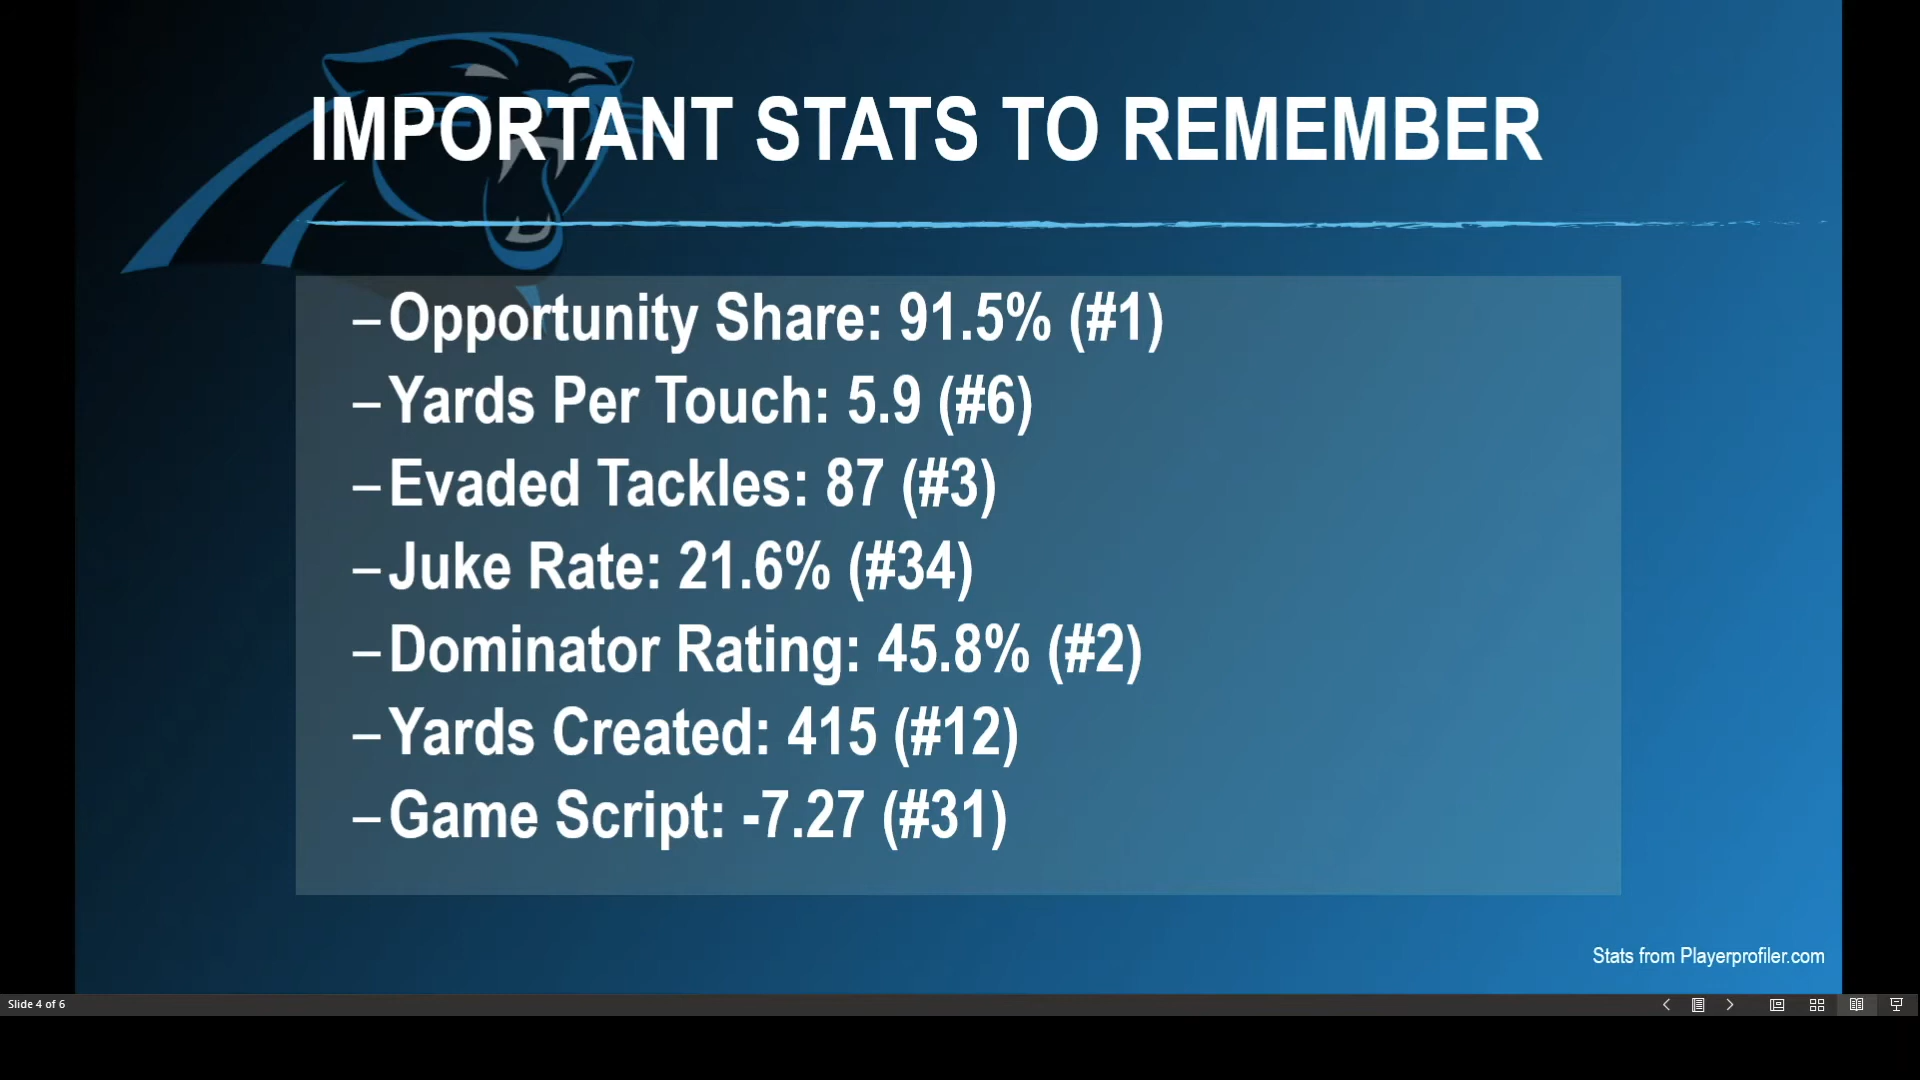 IMPORTANT STATS TO REMEMBER
–Opportunity Share: 91.5% (#1)
–Yards Per Touch: 5.9 (#6)
–Evaded Tackles: 87 (#3)
–Juke Rate: 21.6% (#34)
–Dominator Rating: 45.8% (#2)
–Yards Created: 415 (#12)
–Game Script: -7.27 (#31)
Stats from Playerprofiler.com
Slide 4 of 6